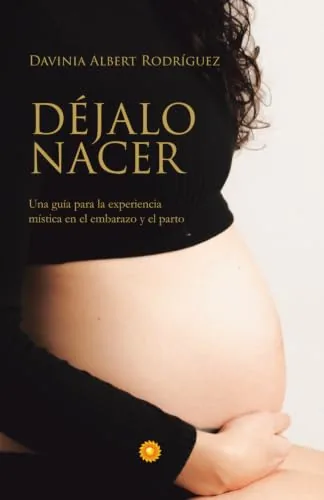 DAVINIA ALBERT RODRÍGUEZ
DÉJALO
NACER
Una guía para la experiencia
mística en el embarazo y el parto